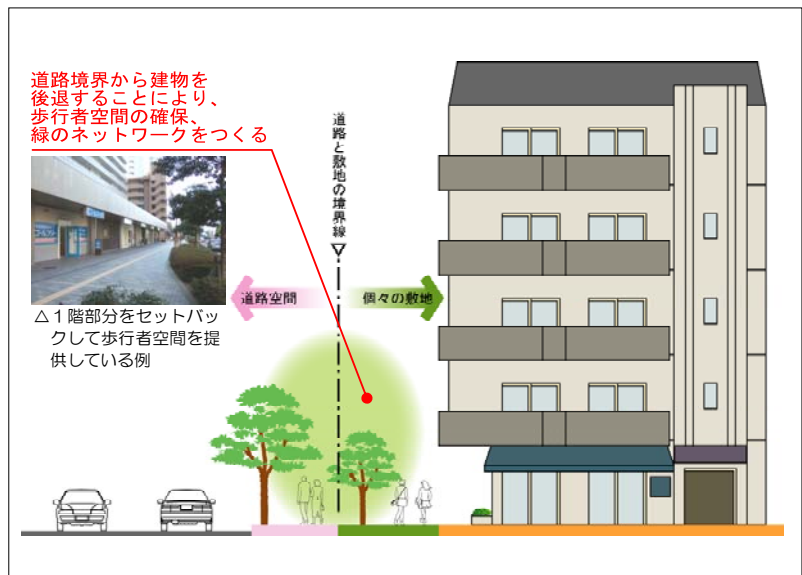 道路境界から建物を
後退することにより、
歩行者空間の確保、
緑のネットワークをつくる
道路と敷地の境界線
道路空間
個々の敷地
△１階部分をセットバッ
クして歩行者空間を提
供している例